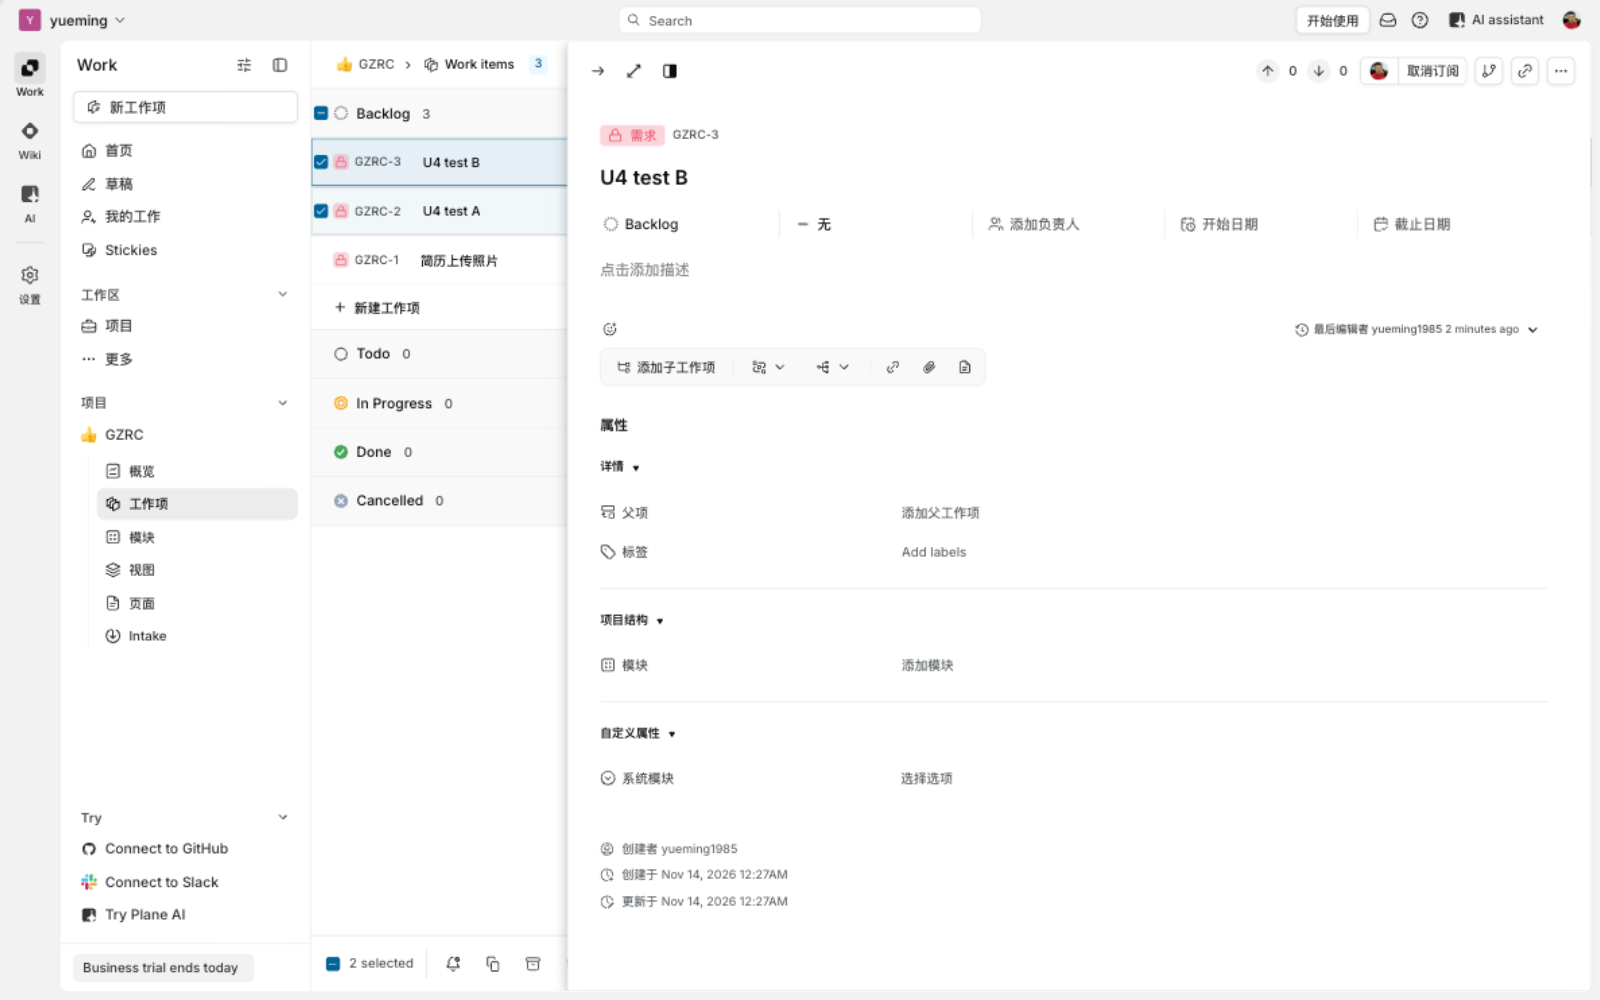 Y yueming
Search
开始使用
AI assistant
Work
Wiki
AI
设置
Work
新工作项
首页
草稿
我的工作
Stickies
工作区
项目
更多
项目
GZRC
概览
工作项
模块
视图
页面
Intake
Try
Connect to GitHub
Connect to Slack
Try Plane AI
Business trial ends today
GZRC > Work items 3
Backlog 3
GZRC-3 U4 test B
GZRC-2 U4 test A
GZRC-1 简历上传照片
+ 新建工作项
Todo 0
In Progress 0
Done 0
Cancelled 0
2 selected
0 0 取消订阅
需求 GZRC-3
U4 test B
Backlog 无 添加负责人 开始日期 截止日期
点击添加描述
最后编辑者 yueming1985 2 minutes ago
添加子工作项
属性
详情
父项 添加父工作项
标签 Add labels
项目结构
模块 添加模块
自定义属性
系统模块 选择选项
创建者 yueming1985
创建于 Nov 14, 2026 12:27AM
更新于 Nov 14, 2026 12:27AM